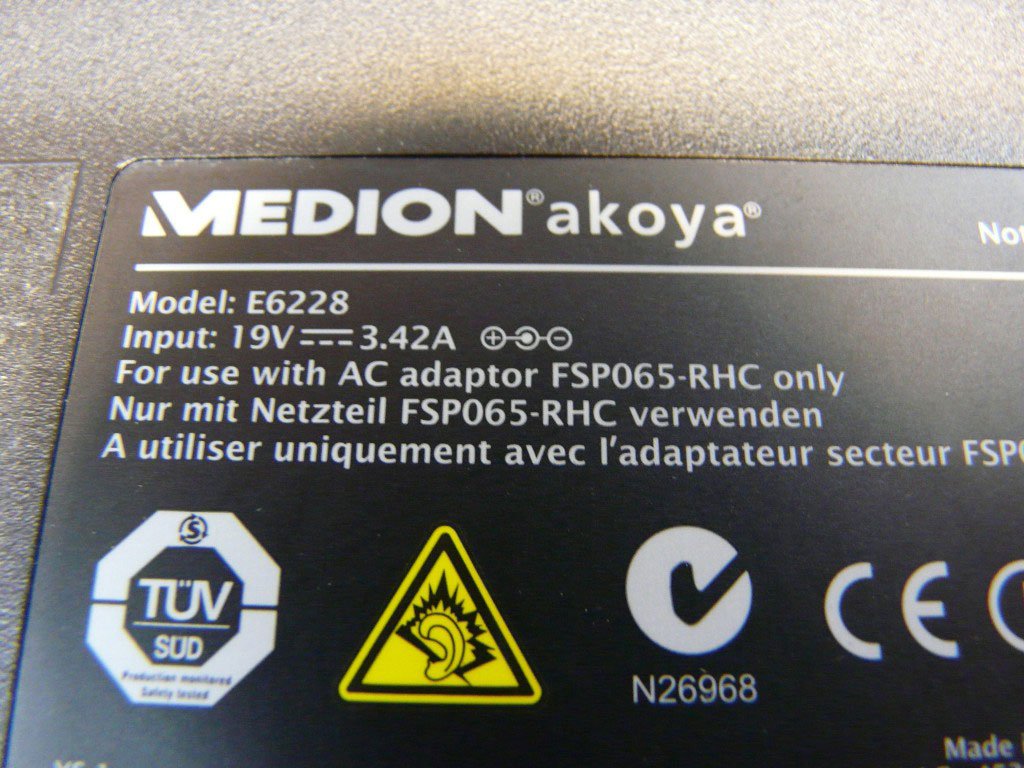 MEDION® akoya®
Model: E6228
Input: 19V 3.42A
For use with AC adaptor FSP065-RHC only
Nur mit Netzteil FSP065-RHC verwenden
A utiliser uniquement avec l'adaptateur secteur
S
TÜV
SÜD
Production monitored
Safety tested
N26968
CE
Made